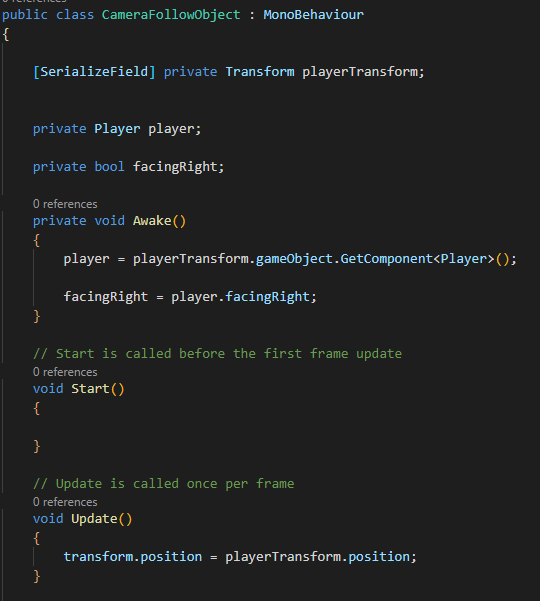 0 references
public class CameraFollowObject : MonoBehaviour
{
[SerializeField] private Transform playerTransform;
private Player player;
private bool facingRight;
0 references
private void Awake()
{
player = playerTransform.gameObject.GetComponent<Player>();
facingRight = player.facingRight;
}
// Start is called before the first frame update
0 references
void Start()
{
}
// Update is called once per frame
0 references
void Update()
{
transform.position = playerTransform.position;
}